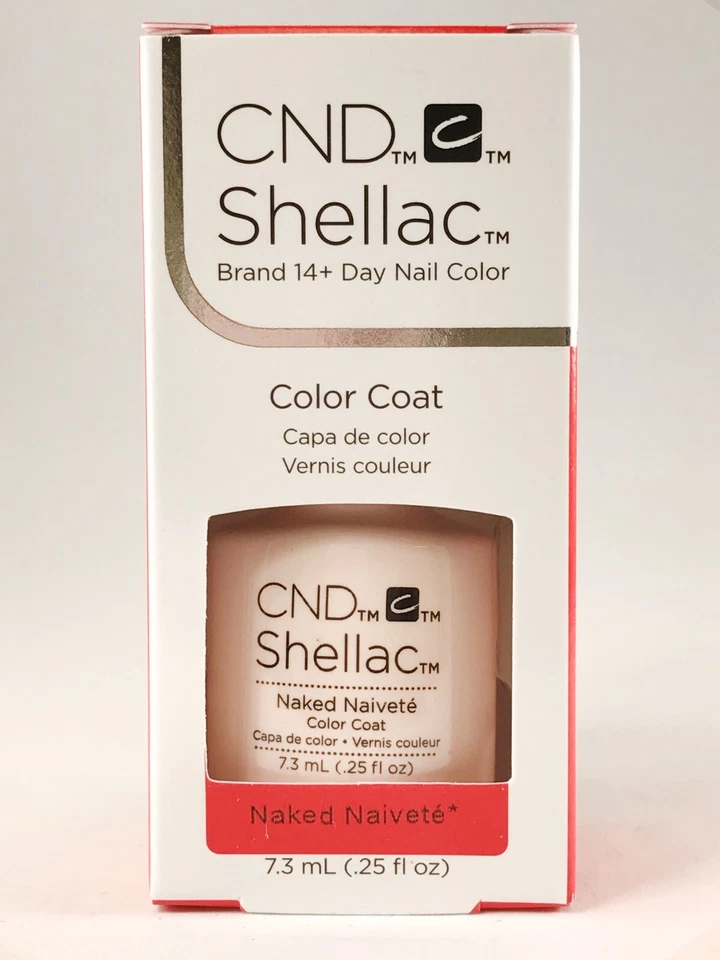 CND™ C™
Shellac™
Brand 14+ Day Nail Color
Color Coat
Capa de color
Vernis couleur
CND™ C™
Shellac™
Naked Naiveté
Color Coat
Capa de color • Vernis couleur
7.3 mL (.25 fl oz)
Naked Naiveté*
7.3 mL (.25 fl oz)